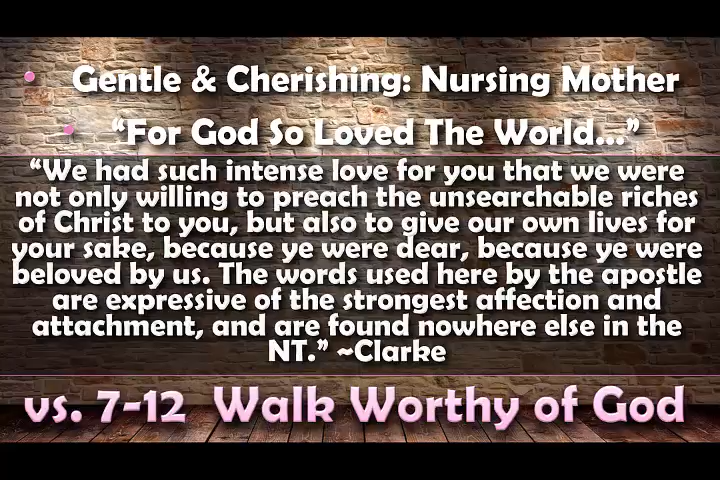 • Gentle & Cherishing: Nursing Mother
• “For God So Loved The World...”
“We had such intense love for you that we were
not only willing to preach the unsearchable riches
of Christ to you, but also to give our own lives for
your sake, because ye were dear, because ye were
beloved by us. The words used here by the apostle
are expressive of the strongest affection and
attachment, and are found nowhere else in the
NT.” ~Clarke
vs. 7-12 Walk Worthy of God